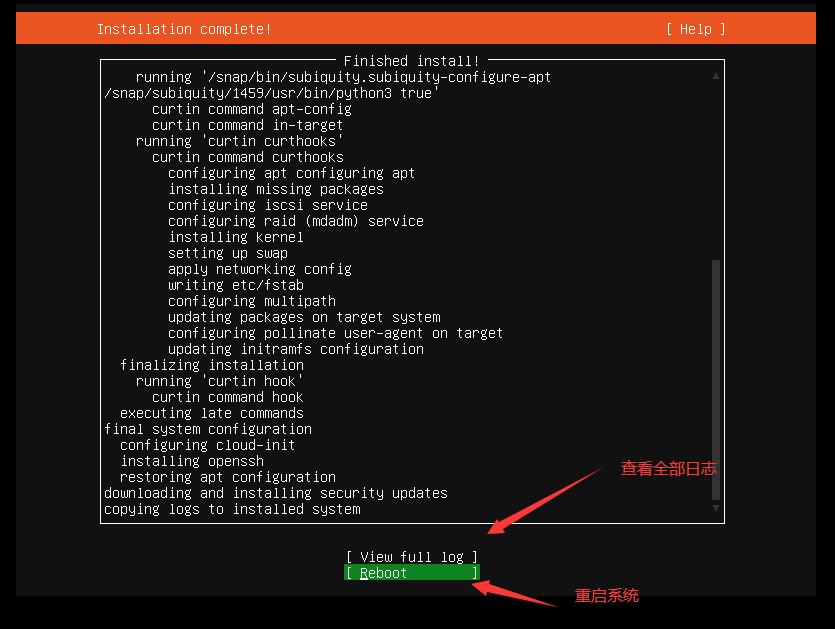 Installation complete! [ Help ]
Finished install!
running '/snap/bin/subiquity.subiquity-configure-apt
/snap/subiquity/1459/usr/bin/python3 true'
curtin command apt-config
curtin command in-target
running 'curtin curthooks'
curtin command curthooks
configuring apt configuring apt
installing missing packages
configuring iscsi service
configuring raid (mdadm) service
installing kernel
setting up swap
apply networking config
writing etc/fstab
configuring multipath
updating packages on target system
configuring pollinate user-agent on target
updating initramfs configuration
finalizing installation
running 'curtin hook'
curtin command hook
executing late commands
final system configuration
configuring cloud-init
installing openssh
restoring apt configuration
downloading and installing security updates
copying logs to installed system
查看全部日志
[ View full log ]
[ Reboot ]
重启系统